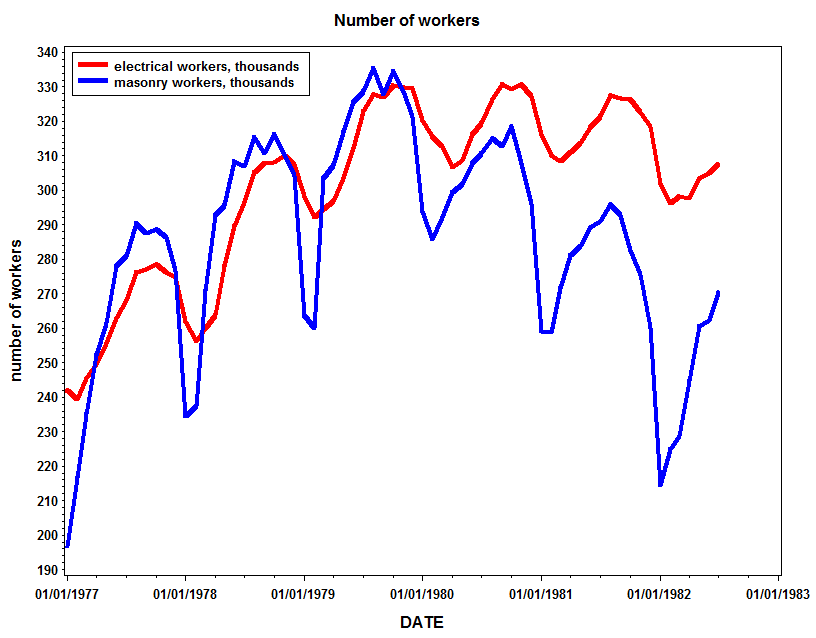 Number of workers
electrical workers, thousands
masonry workers, thousands
number of workers
340
330
320
310
300
290
280
270
260
250
240
230
220
210
200
190
01/01/1977 01/01/1978 01/01/1979 01/01/1980 01/01/1981 01/01/1982 01/01/1983
DATE